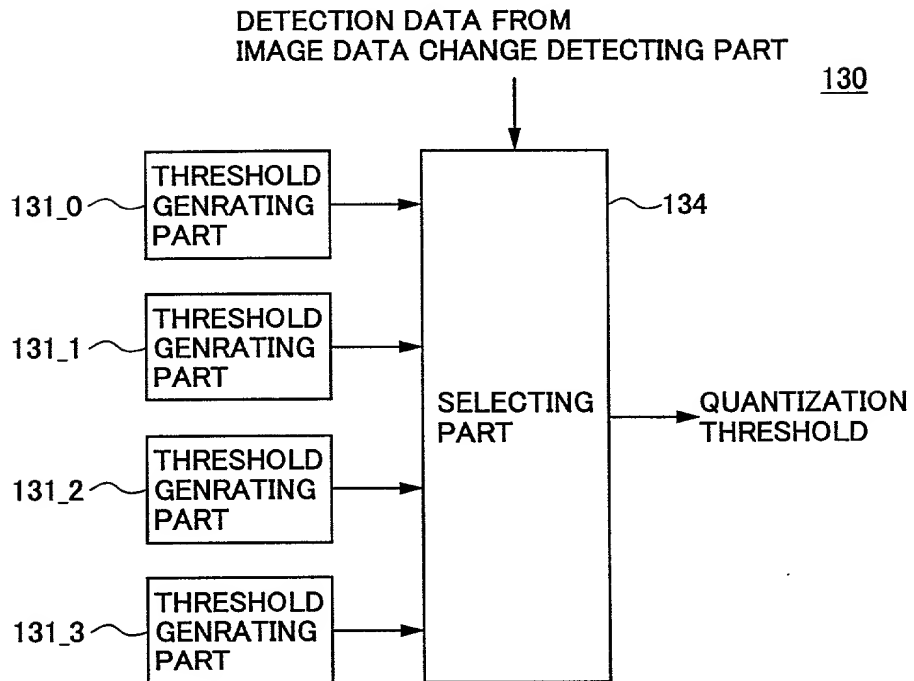 DETECTION DATA FROM
IMAGE DATA CHANGE DETECTING PART
130
131_0
THRESHOLD
GENRATING
PART
134
131_1
THRESHOLD
GENRATING
PART
SELECTING
PART
QUANTIZATION
THRESHOLD
131_2
THRESHOLD
GENRATING
PART
131_3
THRESHOLD
GENRATING
PART